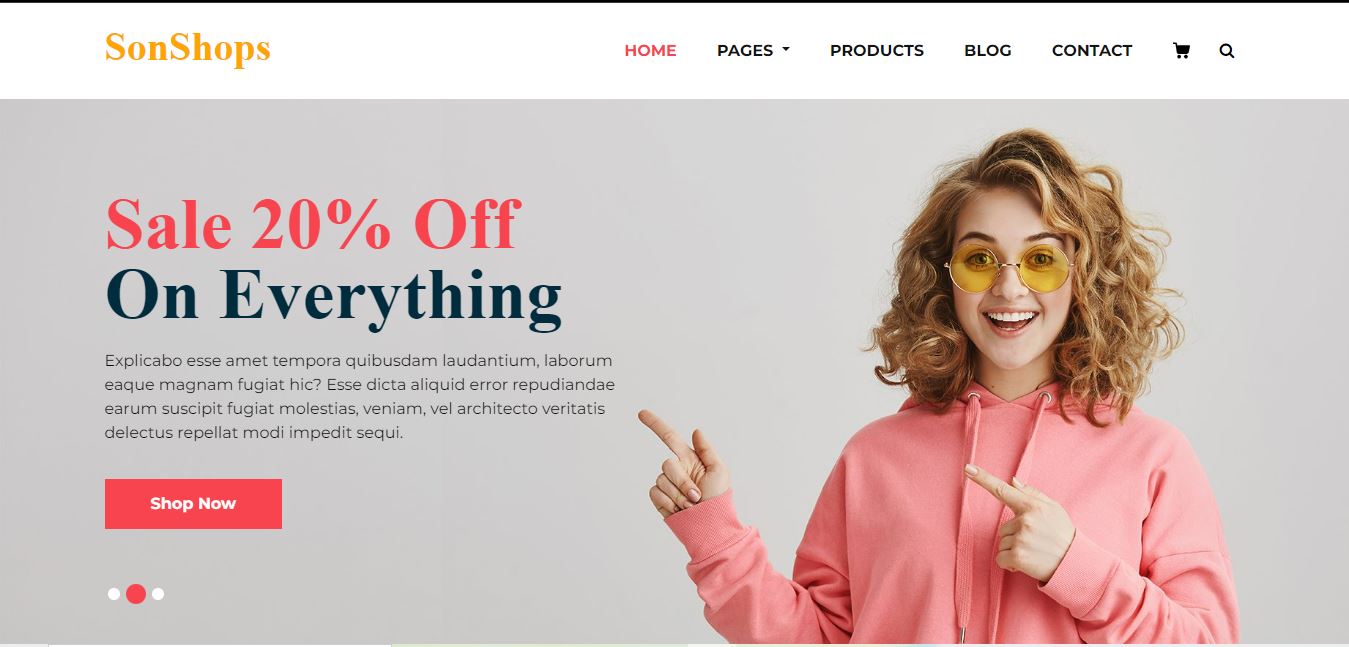 SonShops
HOME PAGES PRODUCTS BLOG CONTACT
Sale 20% Off
On Everything
Explicabo esse amet tempora quibusdam laudantium, laborum
eaque magnam fugiat hic? Esse dicta aliquid error repudiandae
earum suscipit fugiat molestias, veniam, vel architecto veritatis
delectus repellat modi impedit sequi.
Shop Now